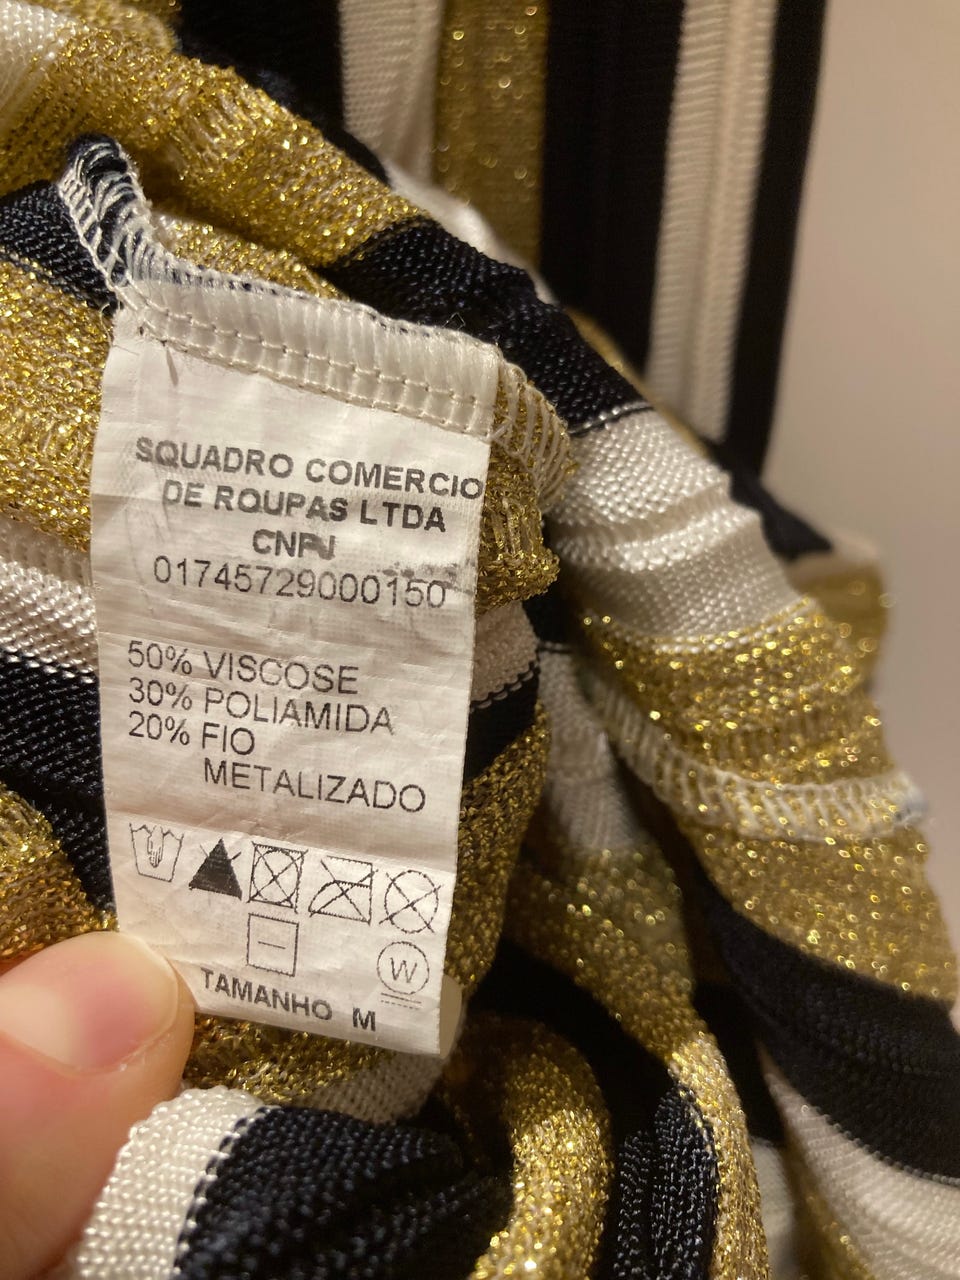 SQUADRO COMERCIO
DE ROUPAS LTDA
CNPJ
01745729000150
50% VISCOSE
30% POLIAMIDA
20% FIO
METALIZADO
W
TAMANHO M